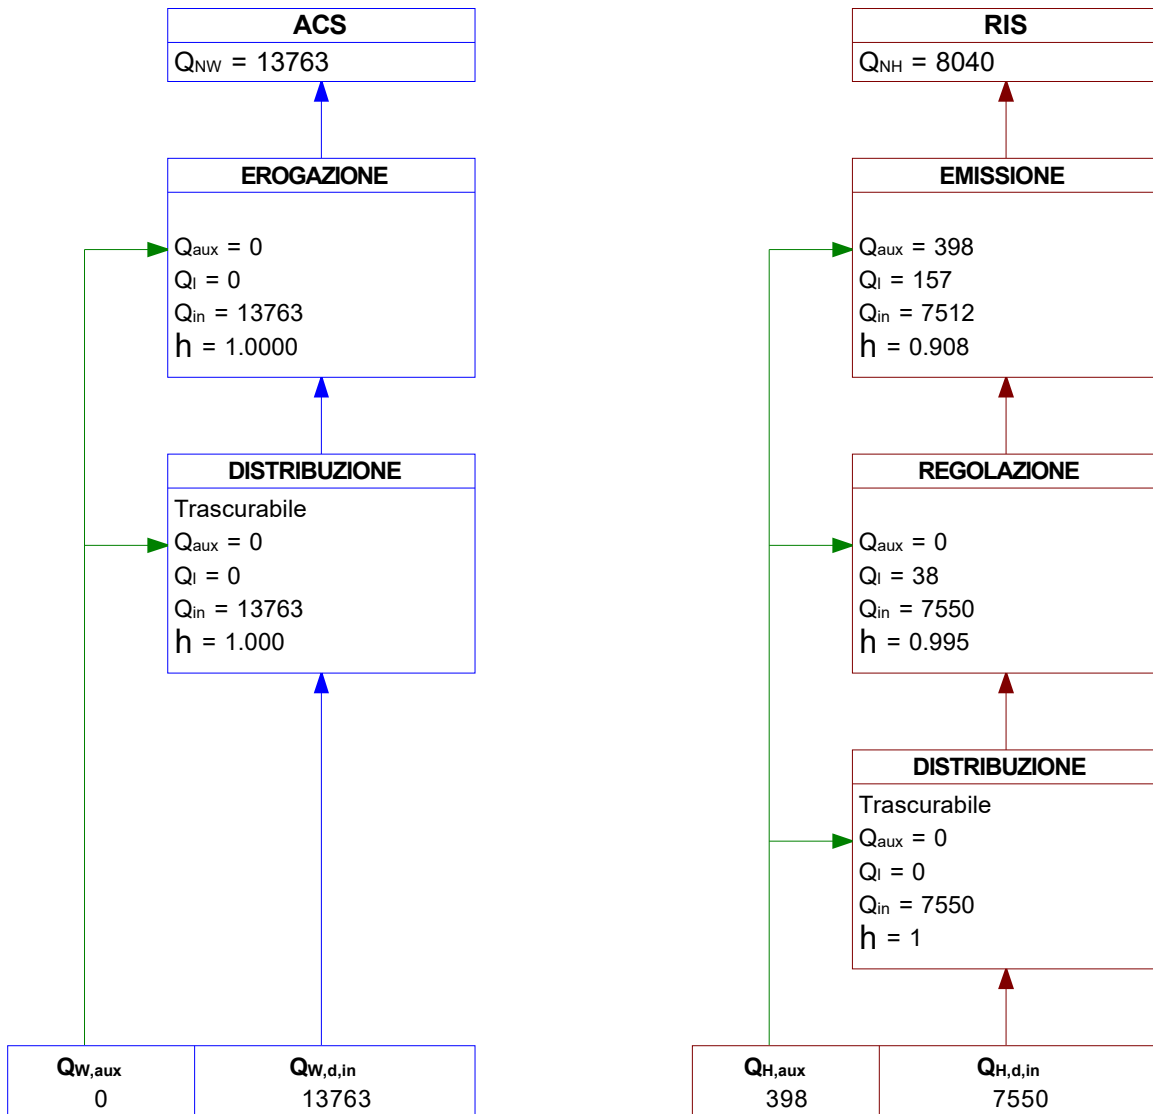 ACS
QNW = 13763
EROGAZIONE
Qaux = 0
Ql = 0
Qin = 13763
h = 1.0000
DISTRIBUZIONE
Trascurabile
Qaux = 0
Ql = 0
Qin = 13763
h = 1.000
QW,aux
0
QW,d,in
13763
RIS
QNH = 8040
EMISSIONE
Qaux = 398
Ql = 157
Qin = 7512
h = 0.908
REGOLAZIONE
Qaux = 0
Ql = 38
Qin = 7550
h = 0.995
DISTRIBUZIONE
Trascurabile
Qaux = 0
Ql = 0
Qin = 7550
h = 1
QH,aux
398
QH,d,in
7550